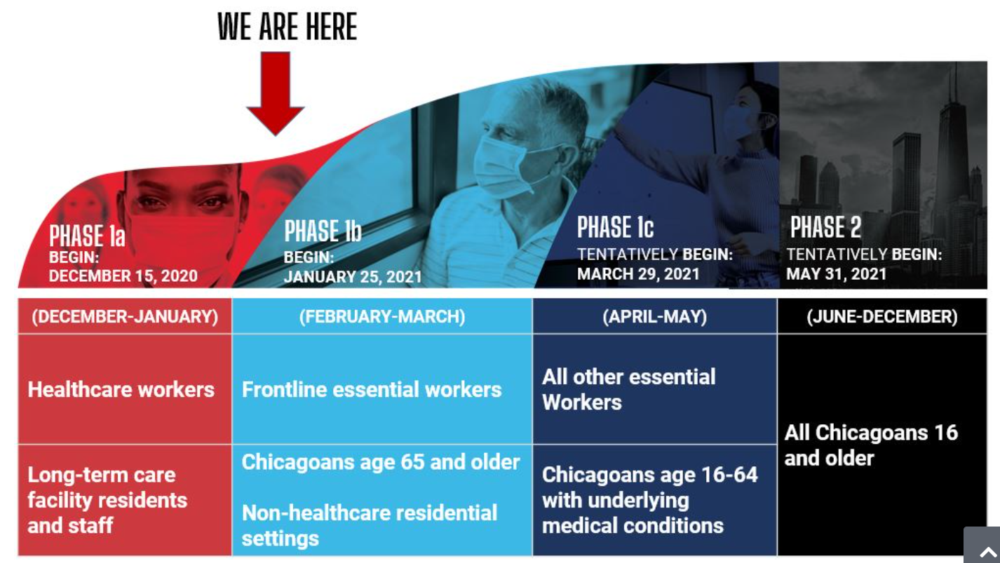 WE ARE HERE
PHASE 1a
BEGIN:
DECEMBER 15, 2020
PHASE 1b
BEGIN:
JANUARY 25, 2021
PHASE 1c
TENTATIVELY BEGIN:
MARCH 29, 2021
PHASE 2
TENTATIVELY BEGIN:
MAY 31, 2021
(DECEMBER-JANUARY)
(FEBRUARY-MARCH)
(APRIL-MAY)
(JUNE-DECEMBER)
Healthcare workers
Frontline essential workers
All other essential
Workers
All Chicagoans 16
and older
Long-term care
facility residents
and staff
Chicagoans age 65 and older
Non-healthcare residential
settings
Chicagoans age 16-64
with underlying
medical conditions